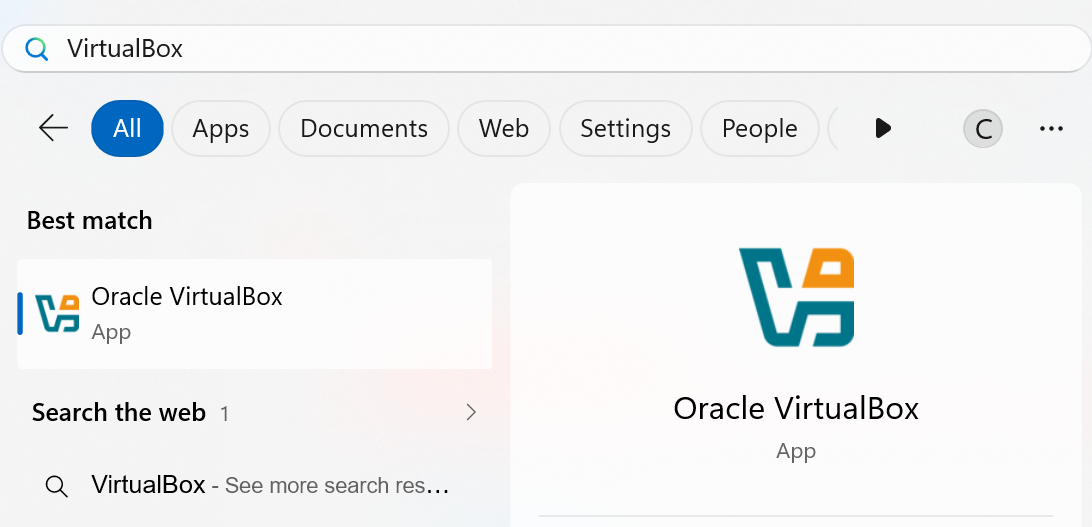 VirtualBox
All Apps Documents Web Settings People C ...
Best match
Oracle VirtualBox
App
Search the web 1
VirtualBox - See more search res...
Oracle VirtualBox
App